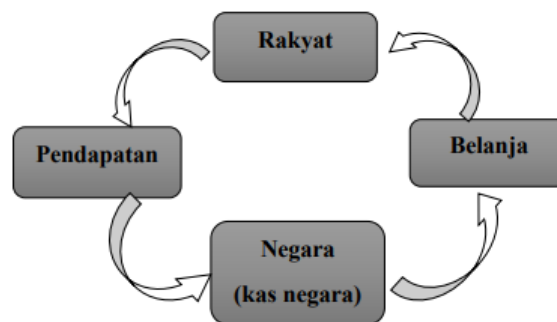 Rakyat
Pendapatan
Belanja
Negara
(kas negara)